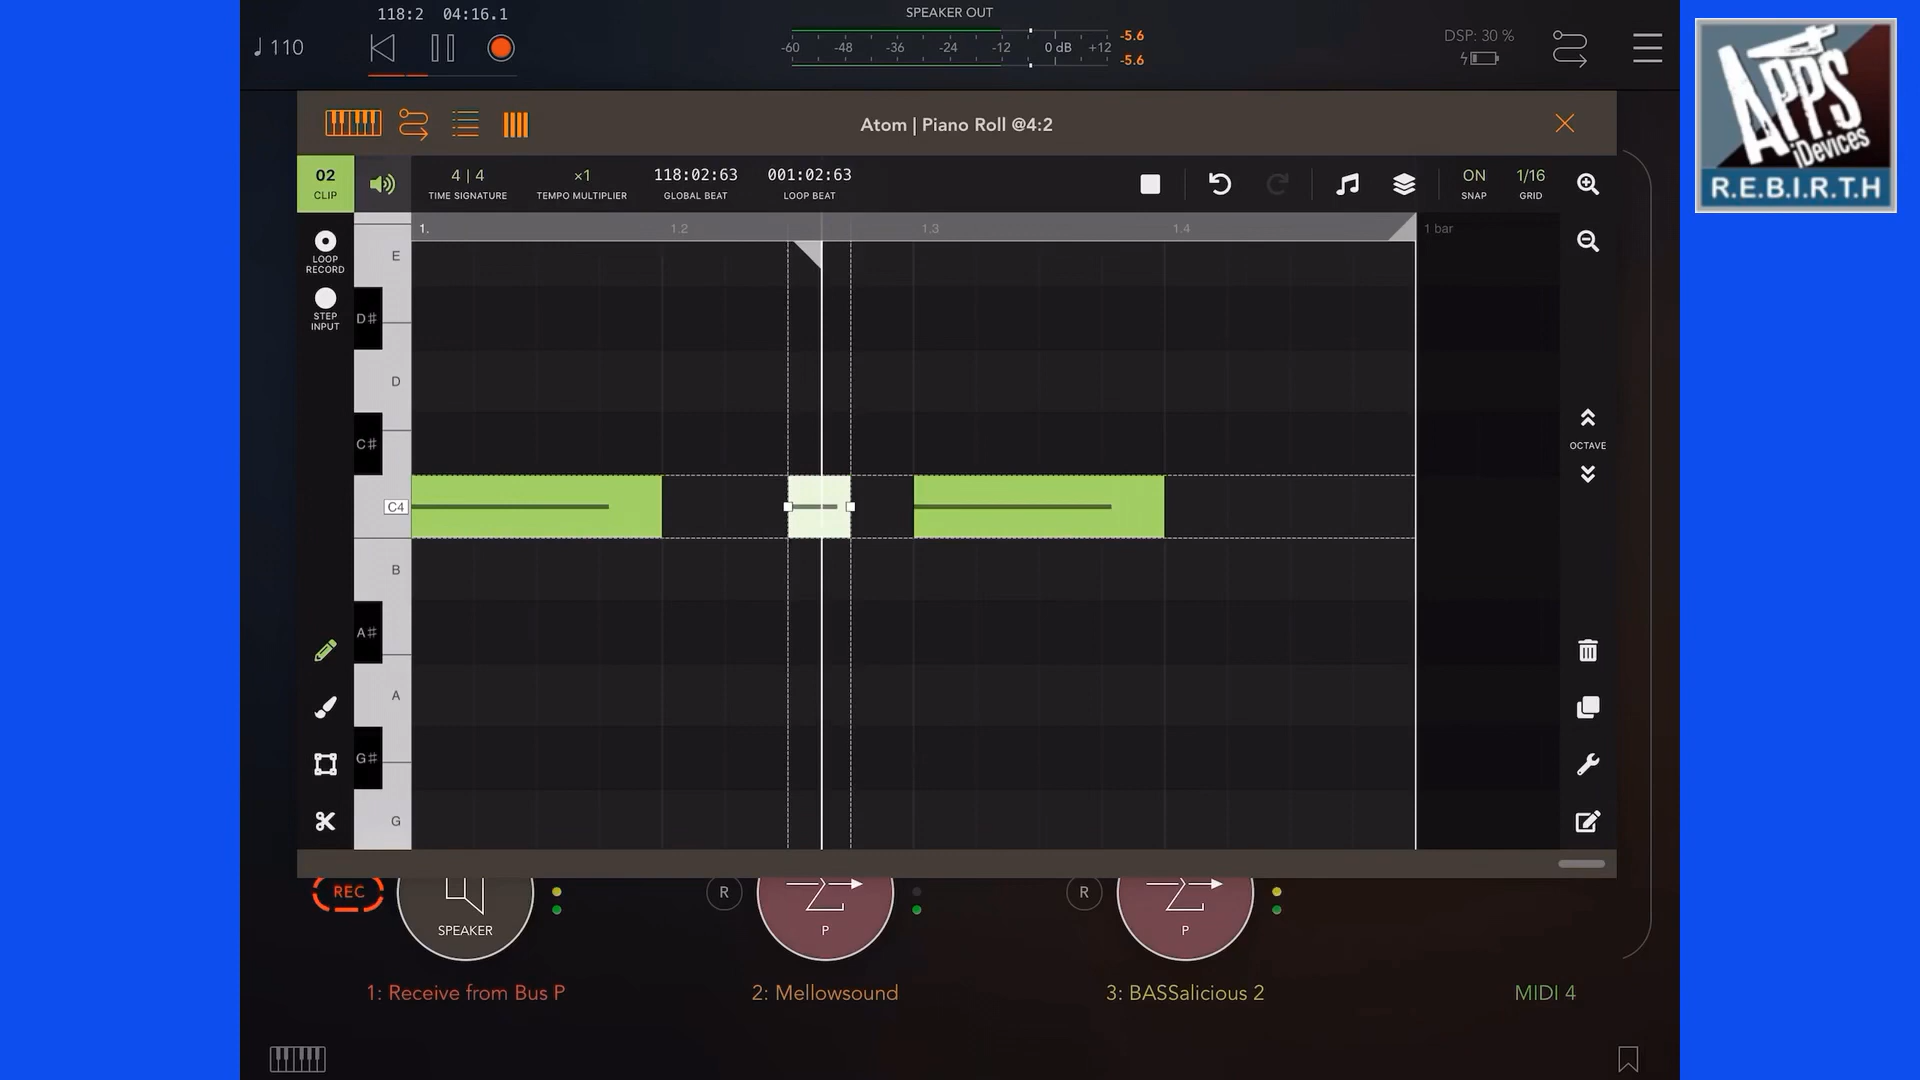 118:2 04:16.1
SPEAKER OUT
110
-60 -48 -36 -24 -12 0 dB +12
-5.6
-5.6
DSP: 30 %
APPS
iDevices
R.E.B.I.R.T.H
Atom | Piano Roll @4:2
02
CLIP
4 | 4
TIME SIGNATURE
×1
TEMPO MULTIPLIER
118:02:63
GLOBAL BEAT
001:02:63
LOOP BEAT
ON
SNAP
1/16
GRID
1. 1.2 1.3 1.4 1 bar
LOOP
RECORD
STEP
INPUT
E
D#
D
C#
C4
B
A#
A
G#
G
OCTAVE
REC
SPEAKER
R
P
R
P
1: Receive from Bus P
2: Mellowsound
3: BASSalicious 2
MIDI 4